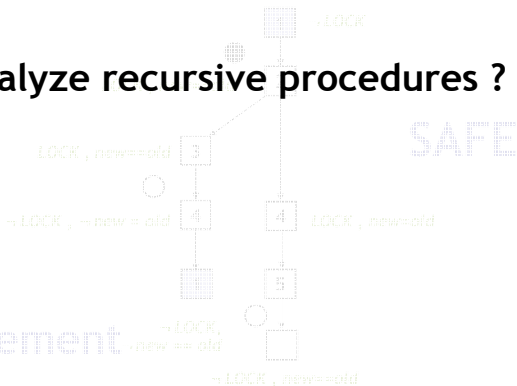 ¬LOCK
alyze recursive procedures ?
SAFE
LOCK , new==old
3
4
¬ LOCK , ¬ new = old
4
LOCK , new=old
1
5
ement
¬ LOCK,
new == old
¬ LOCK , new==old